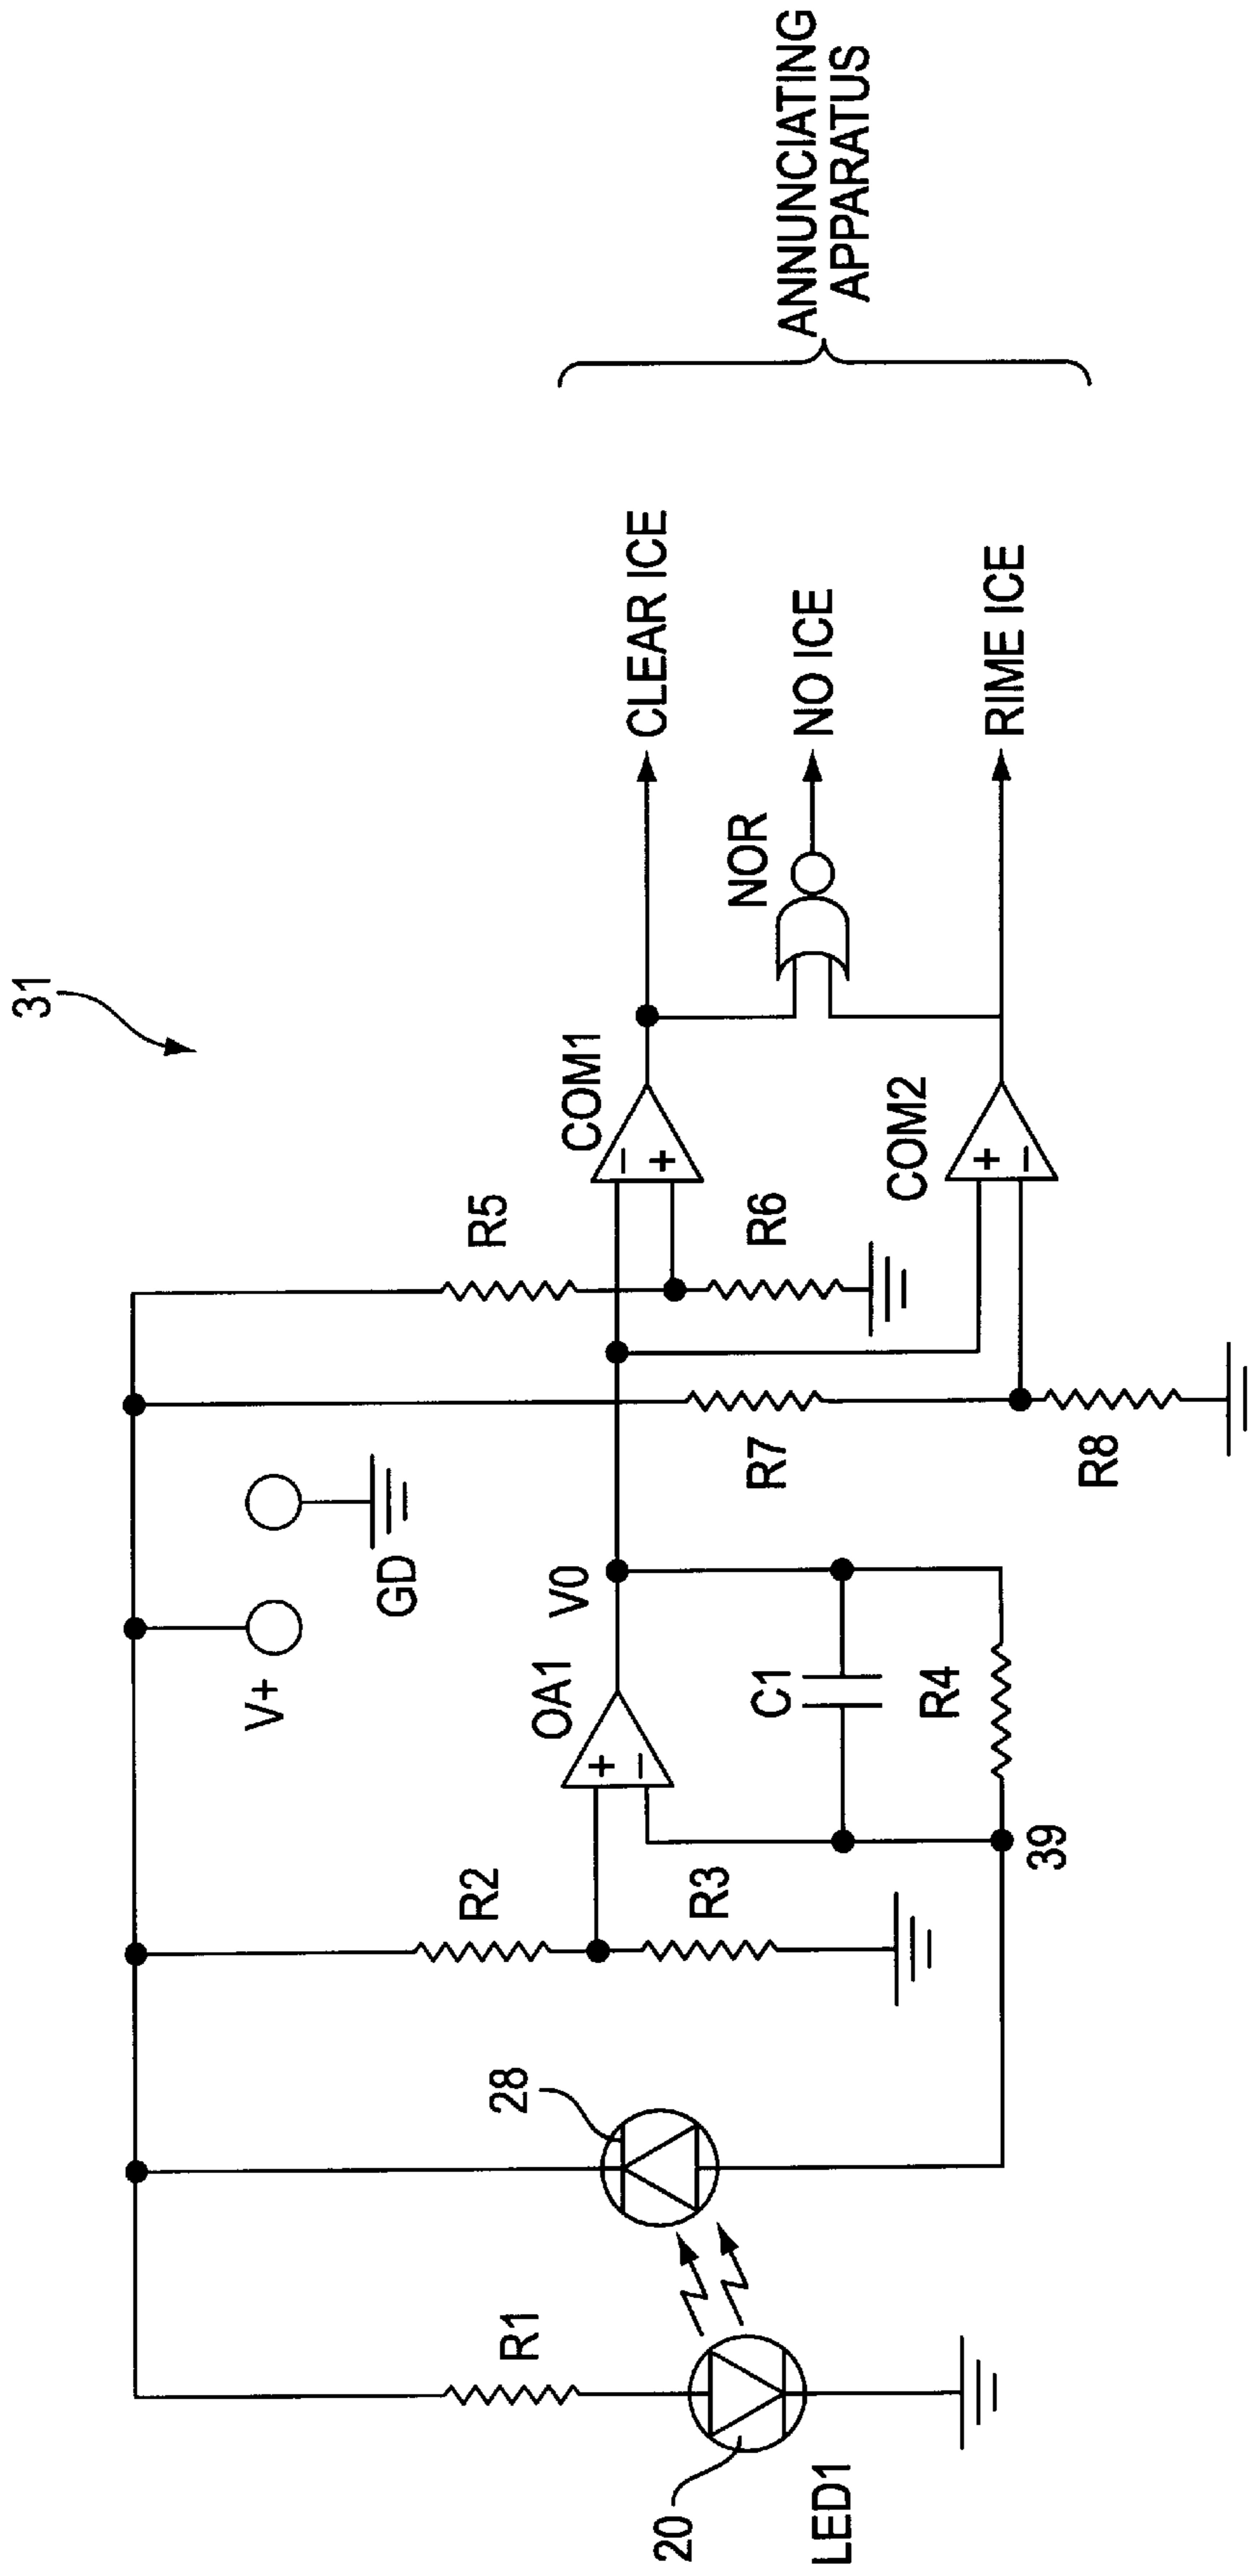 31
ANNUNCIATING
APPARATUS
CLEAR ICE
NO ICE
RIME ICE
NOR
COM1
COM2
+
−
+
−
R5
R6
R7
R8
V+
GD
V0
OA1
+
−
C1
R4
39
R2
R3
28
R1
20
LED1